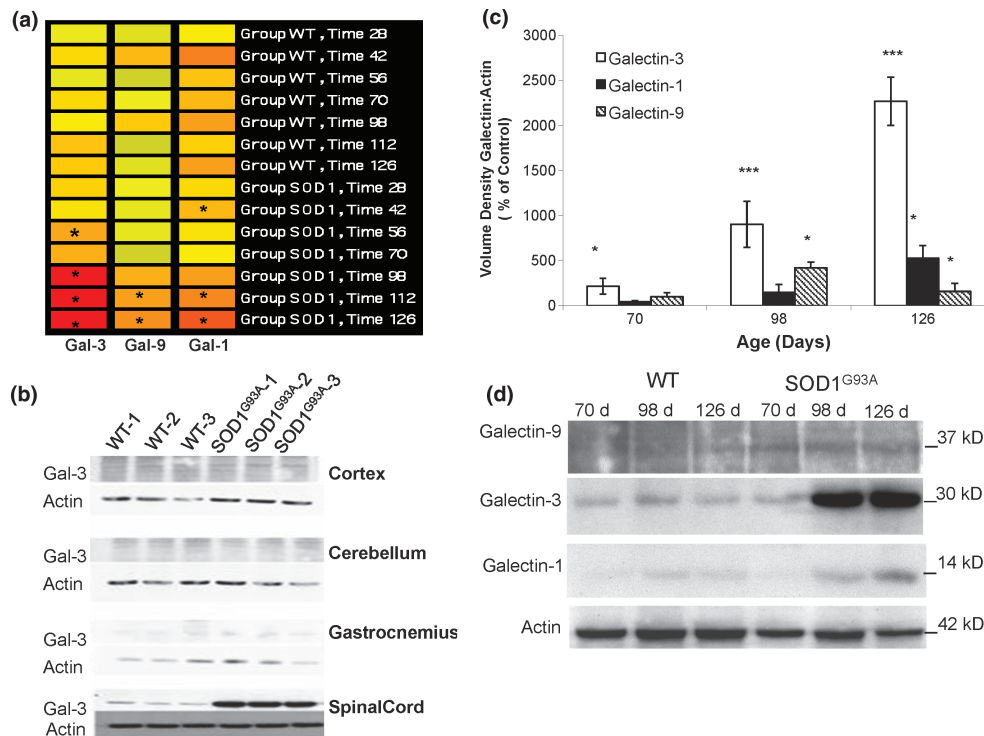 (a)
Group WT, Time 28
Group WT, Time 42
Group WT, Time 56
Group WT, Time 70
Group WT, Time 98
Group WT, Time 112
Group WT, Time 126
Group SOD1, Time 28
* Group SOD1, Time 42
* Group SOD1, Time 56
Group SOD1, Time 70
* Group SOD1, Time 98
* * * Group SOD1, Time 112
* * * Group SOD1, Time 126
Gal-3 Gal-9 Gal-1
(c)
Volume Density Galectin:Actin
( % of Control)
3000
2500
2000
1500
1000
500
0
Galectin-3
Galectin-1
Galectin-9
*
***
*
***
*
*
70 98 126
Age (Days)
(b)
WT-1 WT-2 WT-3 SOD1G93A-1 SOD1G93A-2 SOD1G93A-3
Gal-3 Cortex
Actin
Gal-3 Cerebellum
Actin
Gal-3 Gastrocnemius
Actin
Gal-3 SpinalCord
Actin
(d)
WT SOD1G93A
70 d 98 d 126 d 70 d 98 d 126 d
Galectin-9 37 kD
Galectin-3 30 kD
Galectin-1 14 kD
Actin 42 kD